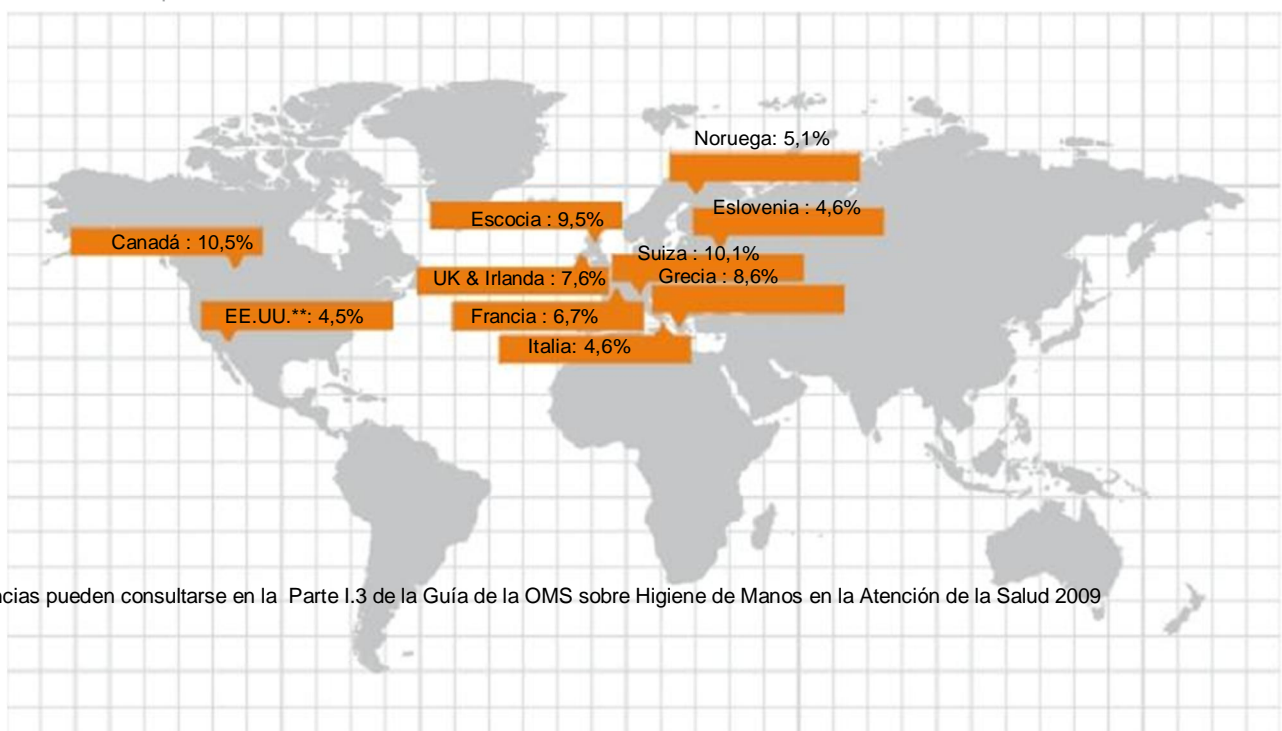 Noruega: 5,1%
Escocia : 9,5%
Eslovenia : 4,6%
Canadá : 10,5%
Suiza : 10,1%
UK & Irlanda : 7,6%
Grecia : 8,6%
EE.UU.**: 4,5%
Francia : 6,7%
Italia: 4,6%
pueden consultarse en la Parte I.3 de la Guía de la OMS sobre Higiene de Manos en la Atención de la Salud 2009